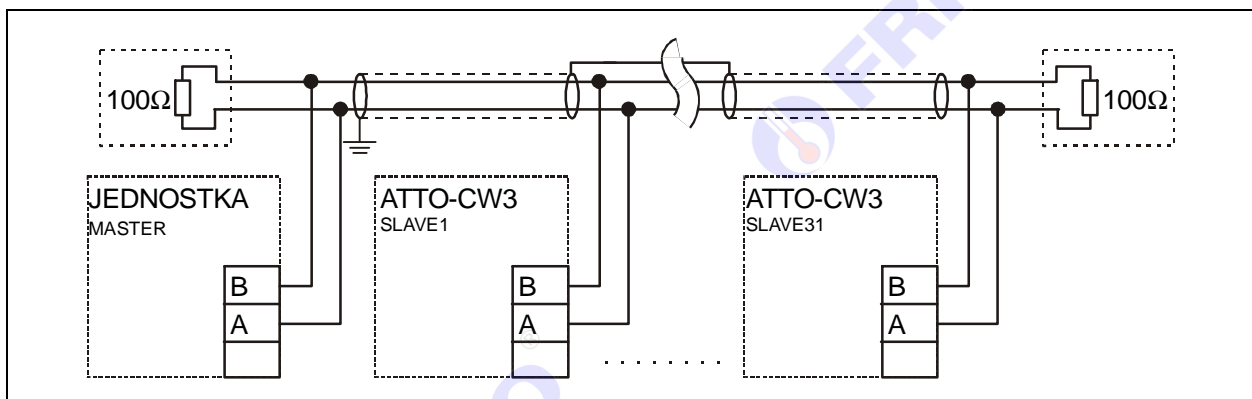 100Ω
100Ω
JEDNOSTKA
MASTER
B
A
ATTO-CW3
SLAVE1
B
A
. . . . . . . .
ATTO-CW3
SLAVE31
B
A